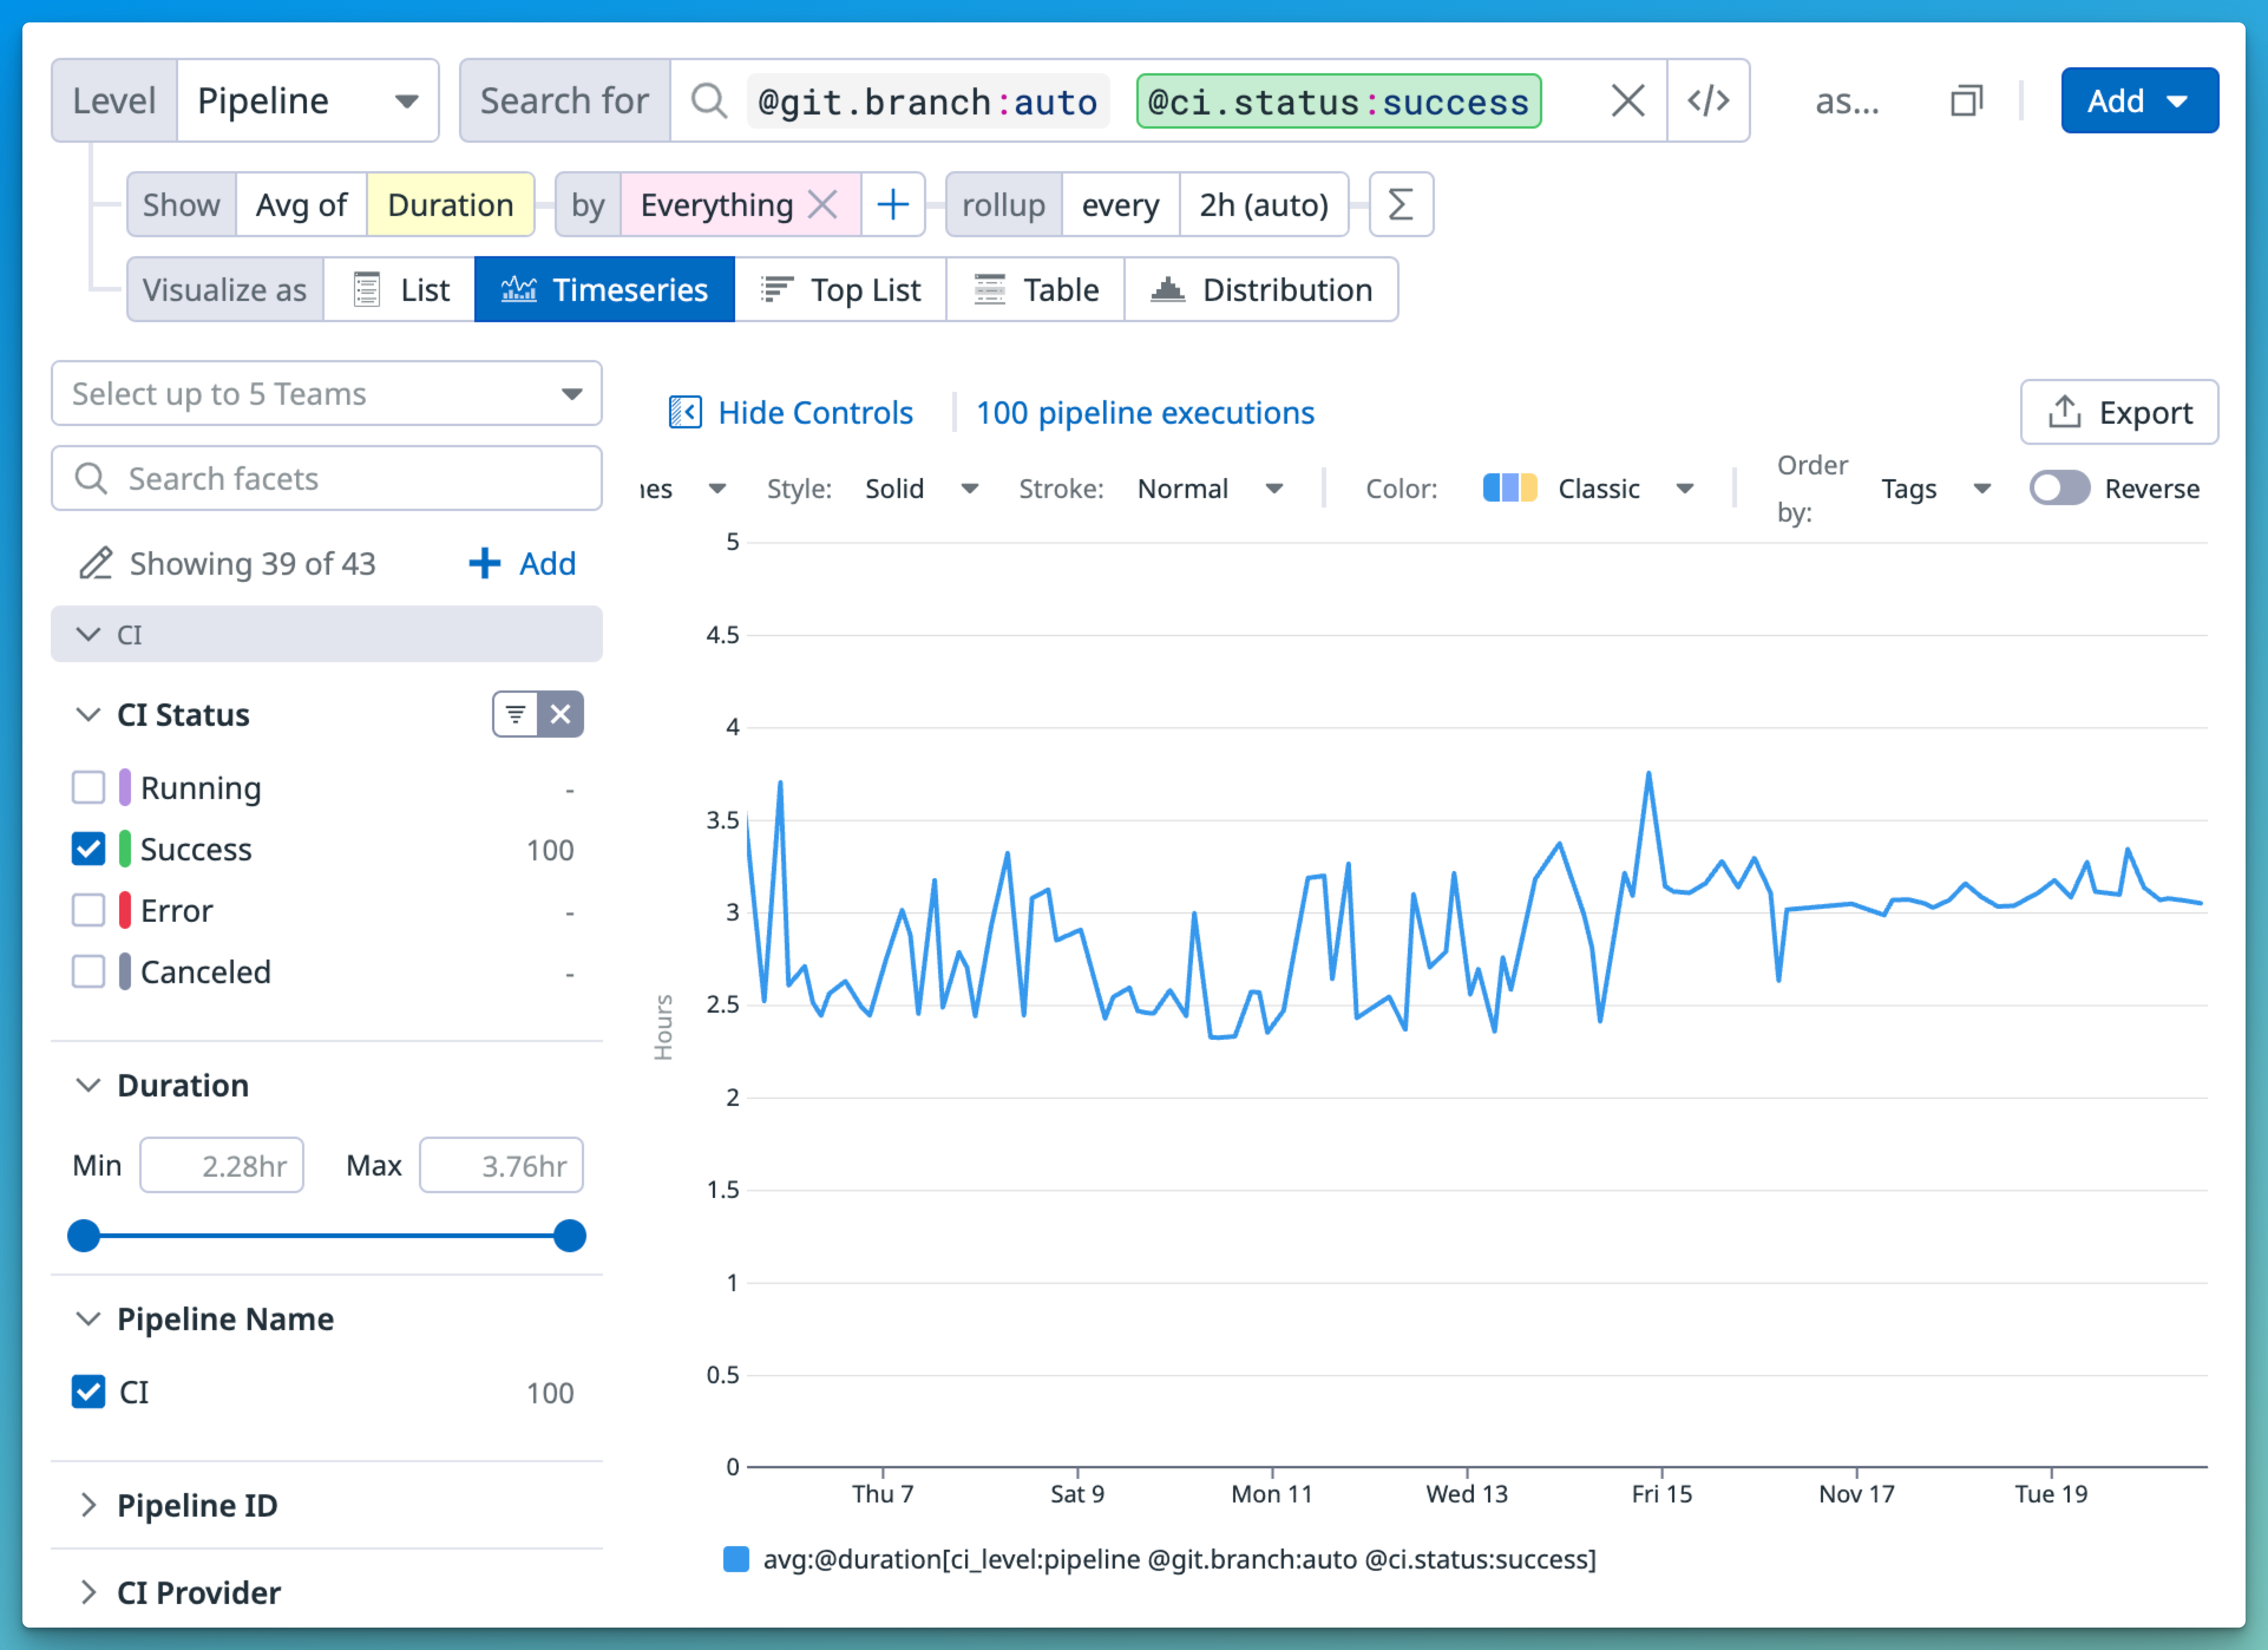 Level Pipeline Search for @git.branch:auto @ci.status:success </> as... Add
Show Avg of Duration by Everything rollup every 2h (auto) Σ
Visualize as List Timeseries Top List Table Distribution
Select up to 5 Teams
Search facets
Showing 39 of 43 Add
CI
CI Status
Running -
Success 100
Error -
Canceled -
Duration
Min 2.28hr Max 3.76hr
Pipeline Name
CI 100
Pipeline ID
CI Provider
Hide Controls 100 pipeline executions Export
nes Style: Solid Stroke: Normal Color: Classic Order by: Tags Reverse
Hours
5
4.5
4
3.5
3
2.5
2
1.5
1
0.5
0
Thu 7 Sat 9 Mon 11 Wed 13 Fri 15 Nov 17 Tue 19
avg:@duration[ci_level:pipeline @git.branch:auto @ci.status:success]